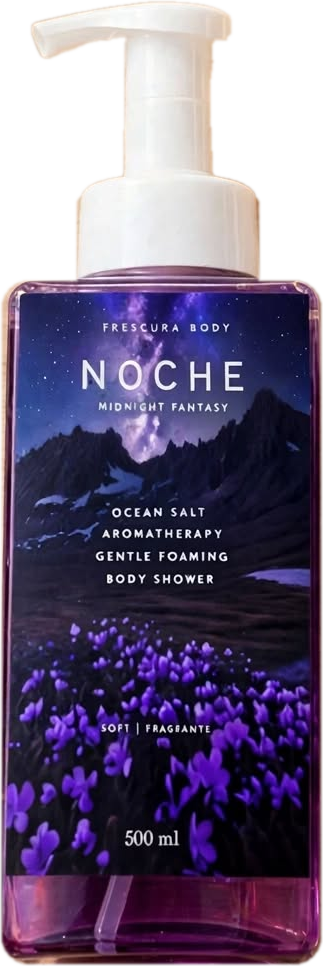 FRESCURA BODY
NOCHE
MIDNIGHT FANTASY
OCEAN SALT
AROMATHERAPY
GENTLE FOAMING
BODY SHOWER
SOFT | FRAGRANTE
500 ml